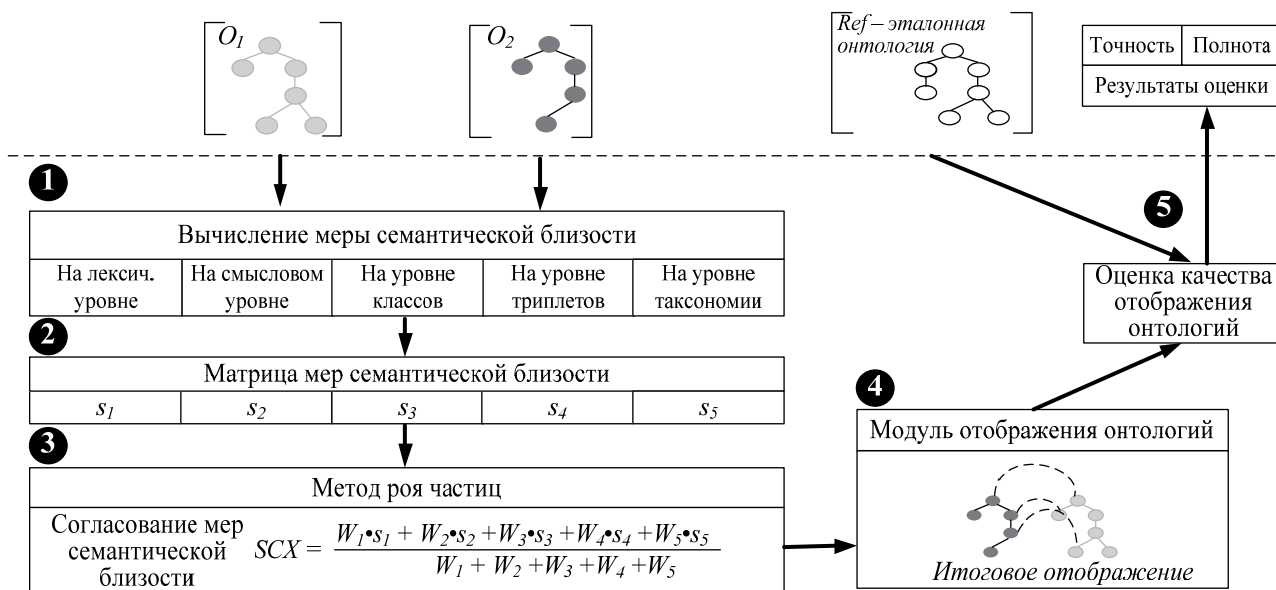 O1
O2
Ref – эталонная
онтология
Точность
Полнота
Результаты оценки
1
Вычисление меры семантической близости
На лексич.
уровне
На смысловом
уровне
На уровне
классов
На уровне
триплетов
На уровне
таксономии
2
Матрица мер семантической близости
s1
s2
s3
s4
s5
3
Метод роя частиц
Согласование мер
семантической
близости
SCX = 
W1•s1 + W2•s2 +W3•s3 +W4•s4 +W5•s5
W1 + W2 +W3 +W4 +W5
4
Модуль отображения онтологий
Итоговое отображение
5
Оценка качества
отображения
онтологий